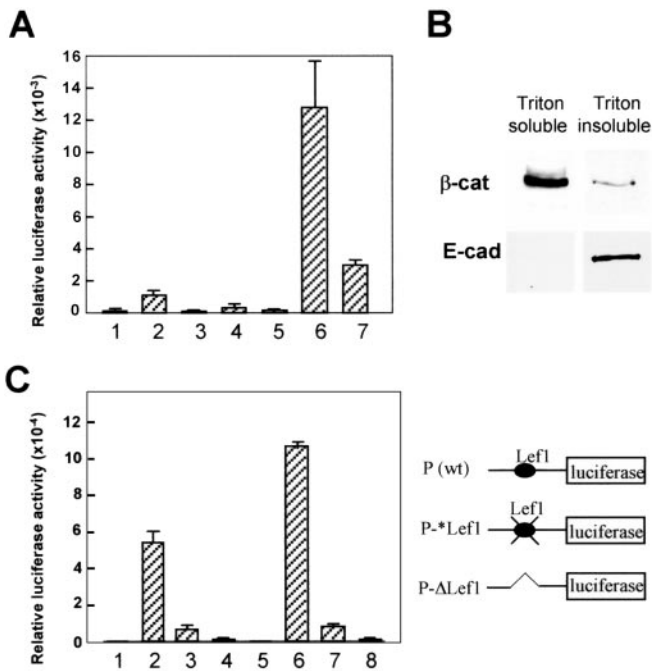 A
Relative luciferase activity (x10-3)
16
14
12
10
8
6
4
2
0
1 2 3 4 5 6 7
B
Triton soluble
Triton insoluble
β-cat
E-cad
C
Relative luciferase activity (x10-4)
12
10
8
6
4
2
0
1 2 3 4 5 6 7 8
Lef1
P (wt)
luciferase
Lef1
P-*Lef1
luciferase
P-ΔLef1
luciferase